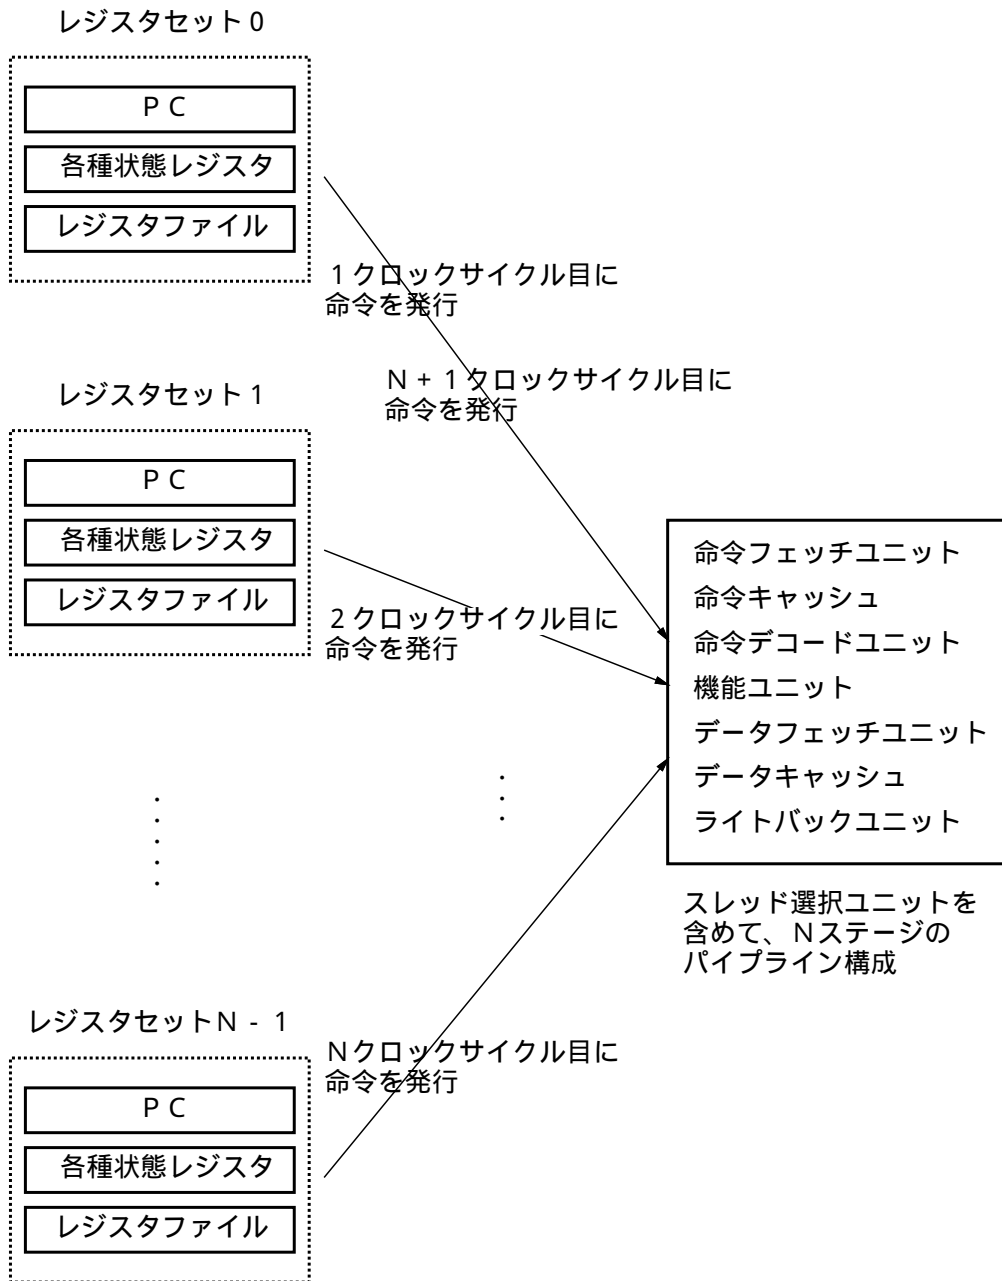 レジスタセット0
PC
各種状態レジスタ
レジスタファイル
1クロックサイクル目に
命令を発行
N+1クロックサイクル目に
命令を発行
レジスタセット1
PC
各種状態レジスタ
レジスタファイル
2クロックサイクル目に
命令を発行
命令フェッチユニット
命令キャッシュ
命令デコードユニット
機能ユニット
データフェッチユニット
データキャッシュ
ライトバックユニット
スレッド選択ユニットを
含めて、Nステージの
パイプライン構成
レジスタセットN-1
PC
各種状態レジスタ
レジスタファイル
Nクロックサイクル目に
命令を発行